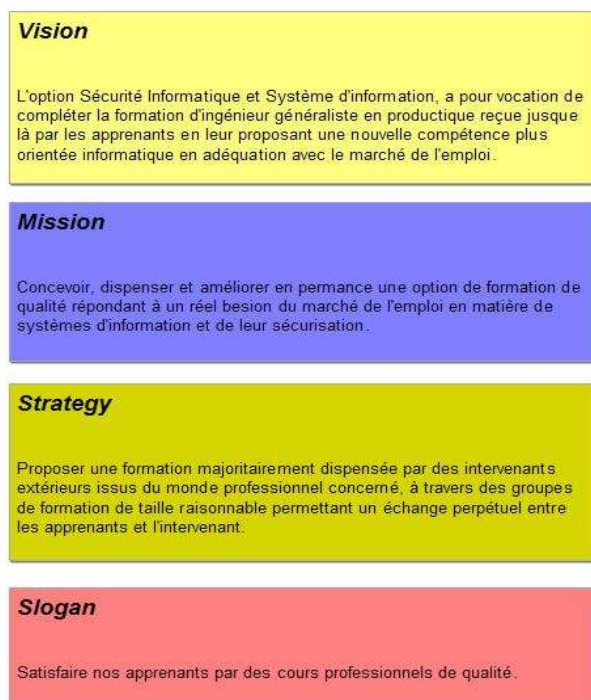 Vision
L'option Sécurité Informatique et Système d'information, a pour vocation de
compléter la formation d'ingénieur généraliste en productique reçue jusque
là par les apprenants en leur proposant une nouvelle compétence plus
orientée informatique en adéquation avec le marché de l'emploi.
Mission
Concevoir, dispenser et améliorer en permance une option de formation de
qualité répondant à un réel besion du marché de l'emploi en matière de
systèmes d'information et de leur sécurisation.
Strategy
Proposer une formation majoritairement dispensée par des intervenants
extérieurs issus du monde professionnel concerné, à travers des groupes
de formation de taille raisonnable permettant un échange perpétuel entre
les apprenants et l'intervenant.
Slogan
Satisfaire nos apprenants par des cours professionnels de qualité.